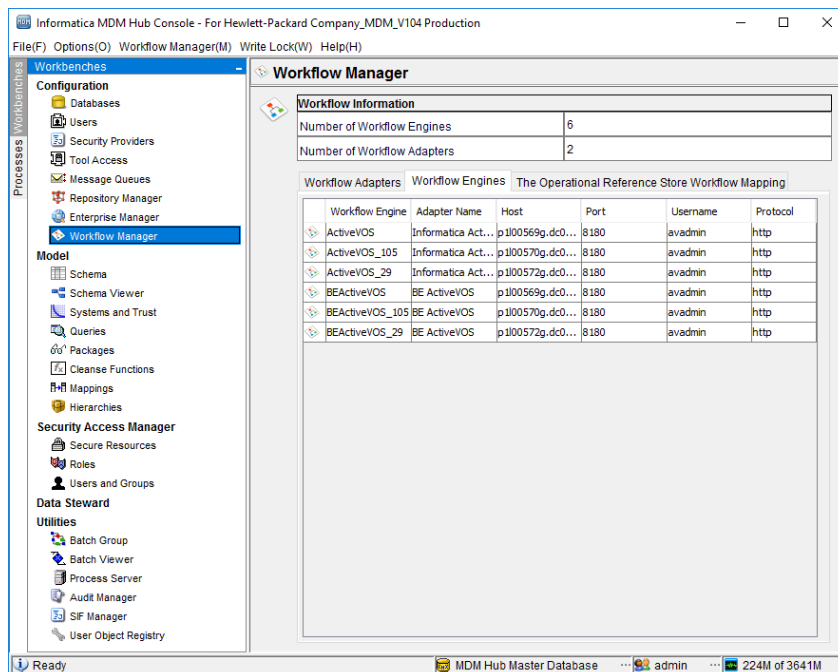 Informatica MDM Hub Console - For Hewlett-Packard Company_MDM_V104 Production
File(F) Options(O) Workflow Manager(M) Write Lock(W) Help(H)
Workbenches
Processes
Workbenches
Configuration
Databases
Users
Security Providers
Tool Access
Message Queues
Repository Manager
Enterprise Manager
Workflow Manager
Model
Schema
Schema Viewer
Systems and Trust
Queries
Packages
Cleanse Functions
Mappings
Hierarchies
Security Access Manager
Secure Resources
Roles
Users and Groups
Data Steward
Utilities
Batch Group
Batch Viewer
Process Server
Audit Manager
SIF Manager
User Object Registry
Workflow Manager
Workflow Information
Number of Workflow Engines 6
Number of Workflow Adapters 2
Workflow Adapters Workflow Engines The Operational Reference Store Workflow Mapping
Workflow Engine Adapter Name Host Port Username Protocol
ActiveVOS Informatica Act... p1l00569g.dc0... 8180 avadmin http
ActiveVOS_105 Informatica Act... p1l00570g.dc0... 8180 avadmin http
ActiveVOS_29 Informatica Act... p1l00572g.dc0... 8180 avadmin http
BEActiveVOS BE ActiveVOS p1l00569g.dc0... 8180 avadmin http
BEActiveVOS_105 BE ActiveVOS p1l00570g.dc0... 8180 avadmin http
BEActiveVOS_29 BE ActiveVOS p1l00572g.dc0... 8180 avadmin http
Ready MDM Hub Master Database ... admin ... 224M of 3641M